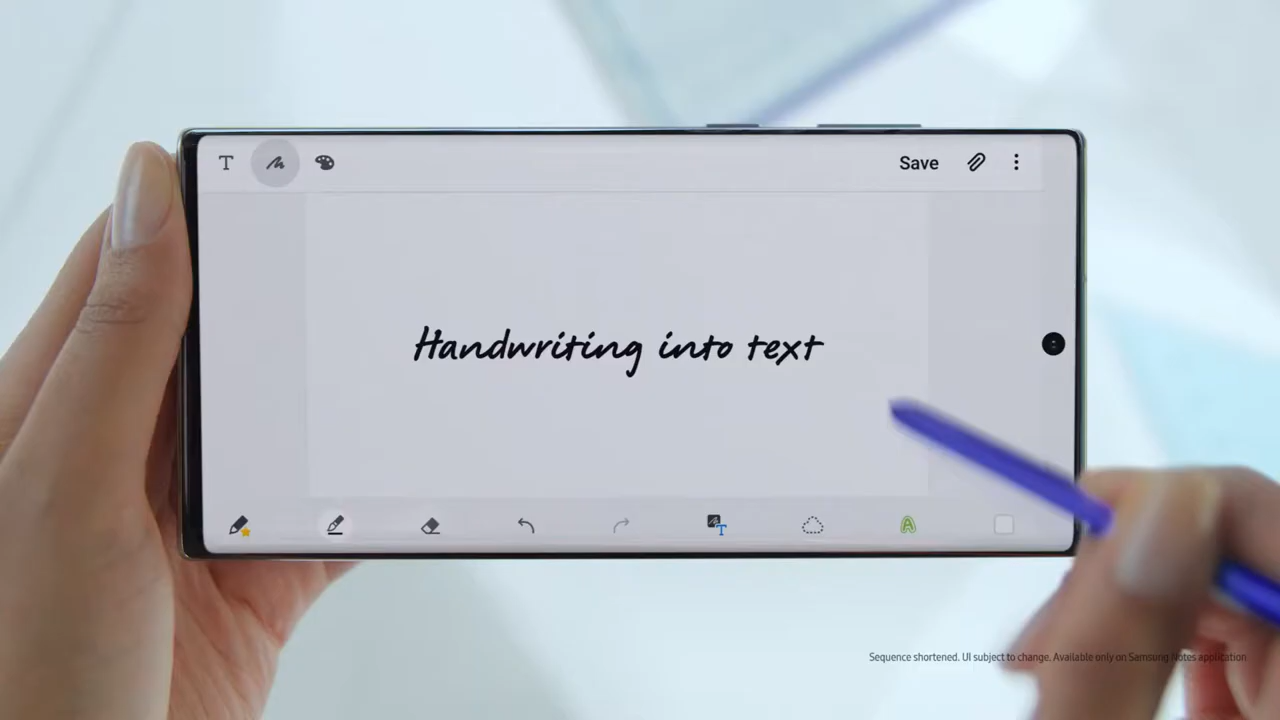 T
Save
Handwriting into text
T
A
Sequence shortened. UI subject to change. Available only on Samsung Notes application.